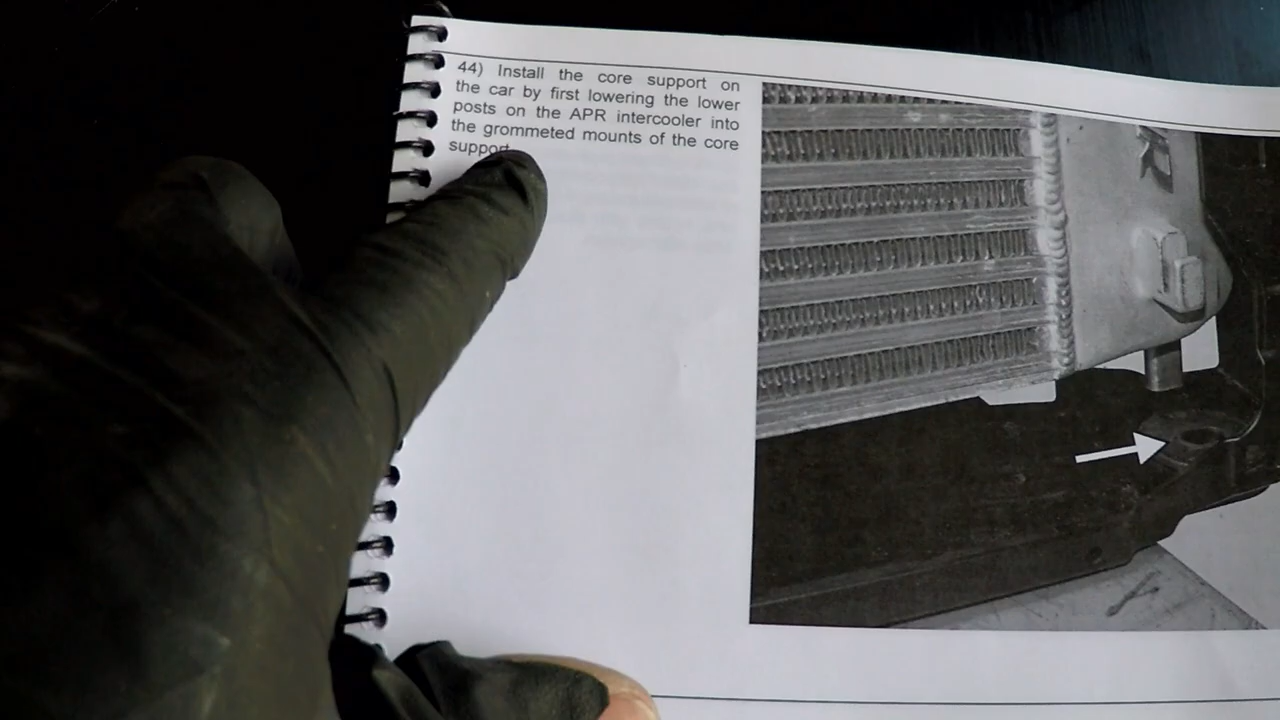 44) Install the core support on
the car by first lowering the lower
posts on the APR intercooler into
the grommeted mounts of the core
support.
R